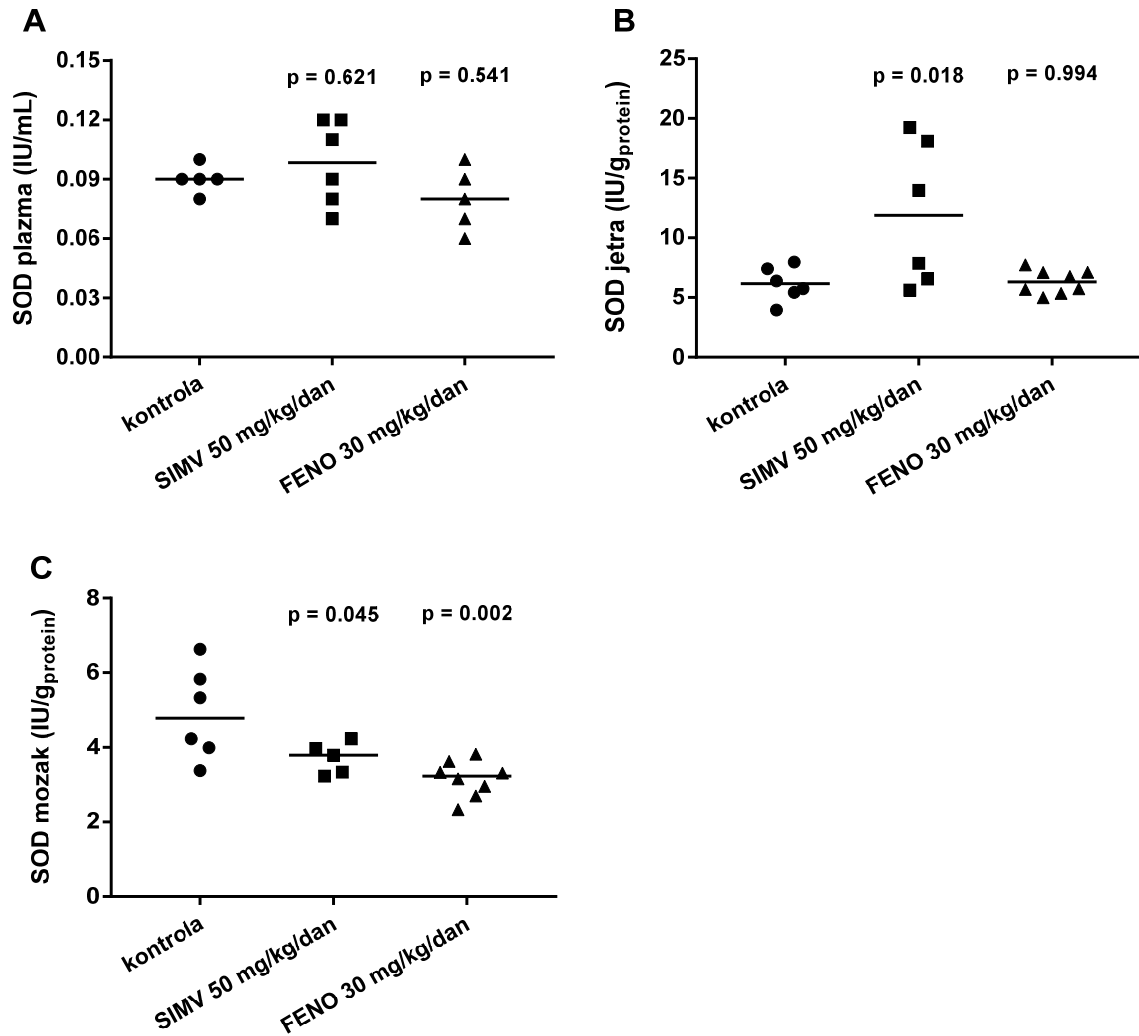 A
SOD plazma (IU/mL)
0.15
0.12
0.09
0.06
0.03
0.00
p = 0.621
p = 0.541
kontrola
SIMV 50 mg/kg/dan
FENO 30 mg/kg/dan
B
SOD jetra (IU/gprotein)
25
20
15
10
5
0
p = 0.018
p = 0.994
kontrola
SIMV 50 mg/kg/dan
FENO 30 mg/kg/dan
C
SOD mozak (IU/gprotein)
8
6
4
2
0
p = 0.045
p = 0.002
kontrola
SIMV 50 mg/kg/dan
FENO 30 mg/kg/dan